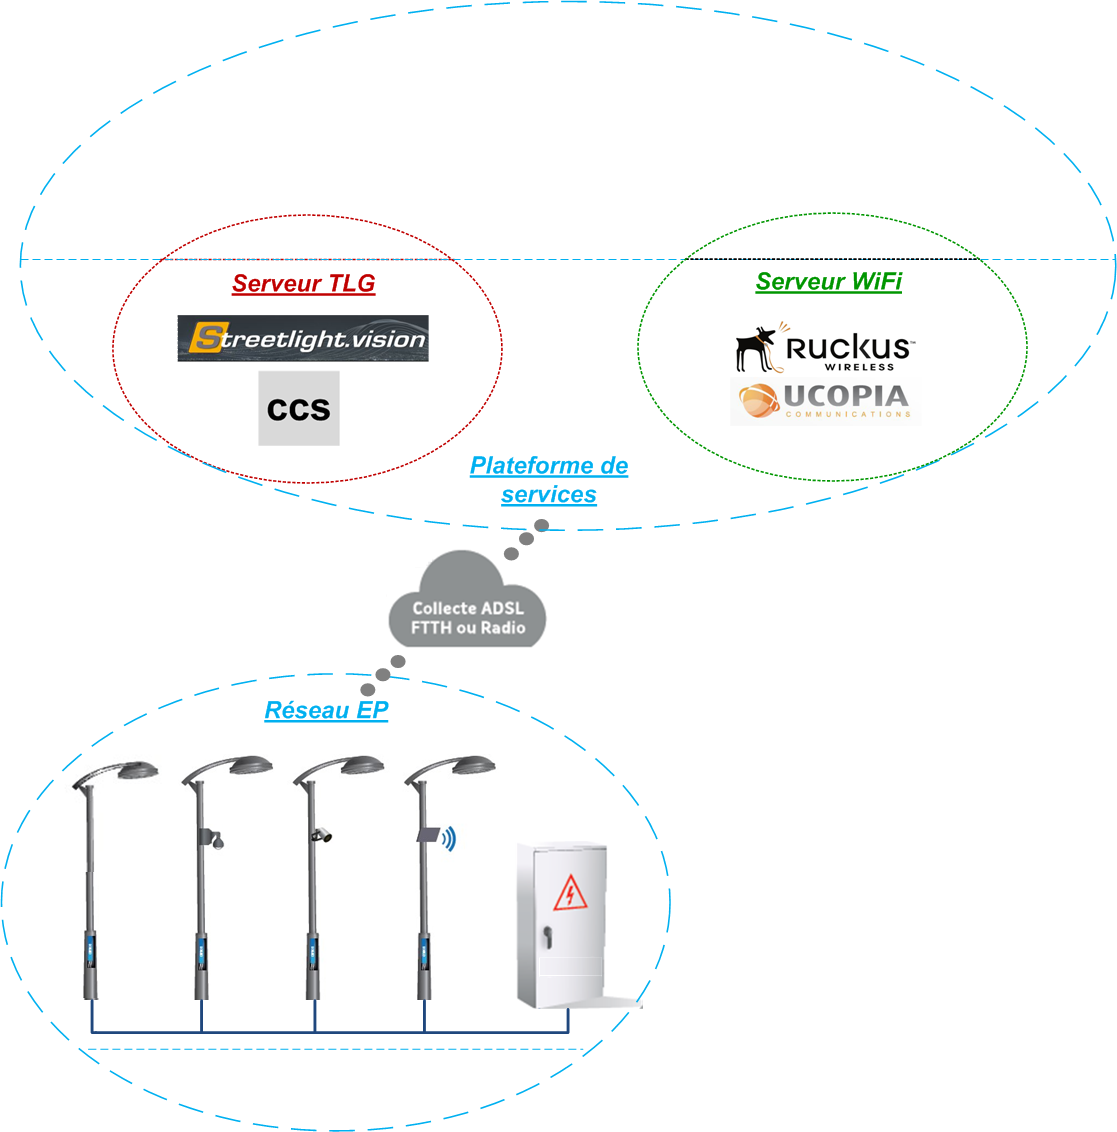 Serveur TLG
Serveur WiFi
Streetlight.vision
RUCKUS™
WIRELESS
CCS
UCOPIA
COMMUNICATIONS
Plateforme de
services
Collecte ADSL
FTTH ou Radio
Réseau EP